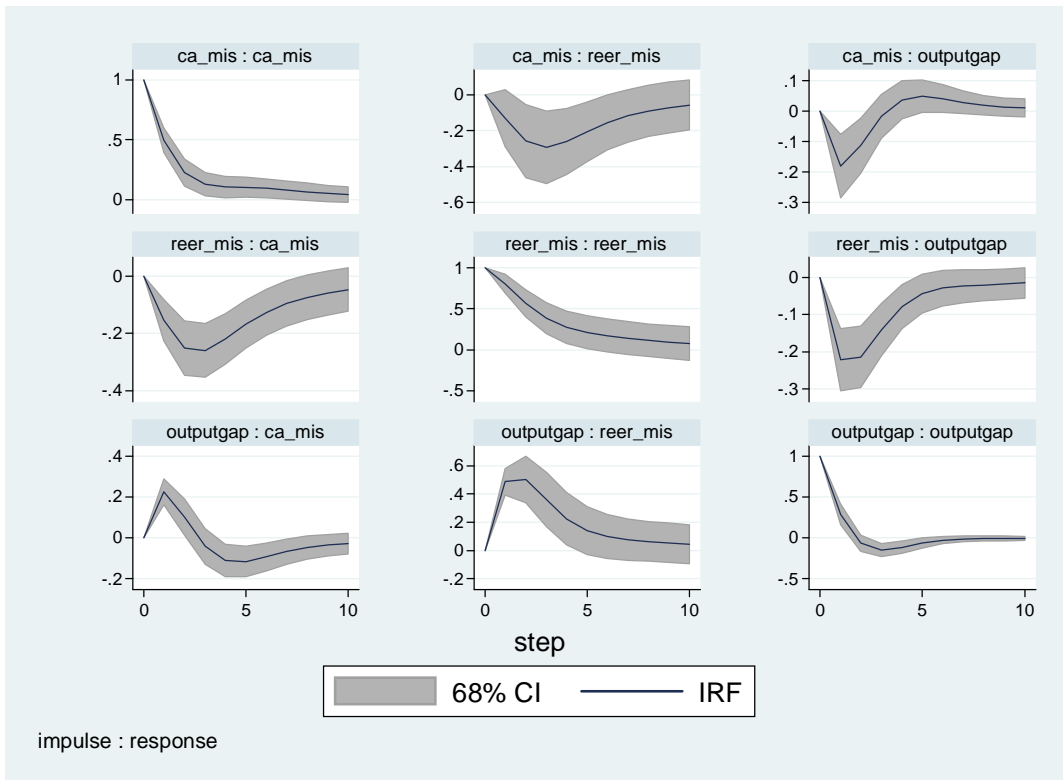 ca_mis : ca_mis
ca_mis : reer_mis
ca_mis : outputgap
1
.5
0
0
-.2
-.4
-.6
.1
0
-.1
-.2
-.3
reer_mis : ca_mis
reer_mis : reer_mis
reer_mis : outputgap
0
-.2
-.4
1
.5
0
-.5
0
-.1
-.2
-.3
outputgap : ca_mis
outputgap : reer_mis
outputgap : outputgap
.4
.2
0
-.2
.6
.4
.2
0
-.2
1
.5
0
-.5
0 5 10
0 5 10
0 5 10
step
68% CI IRF
impulse : response